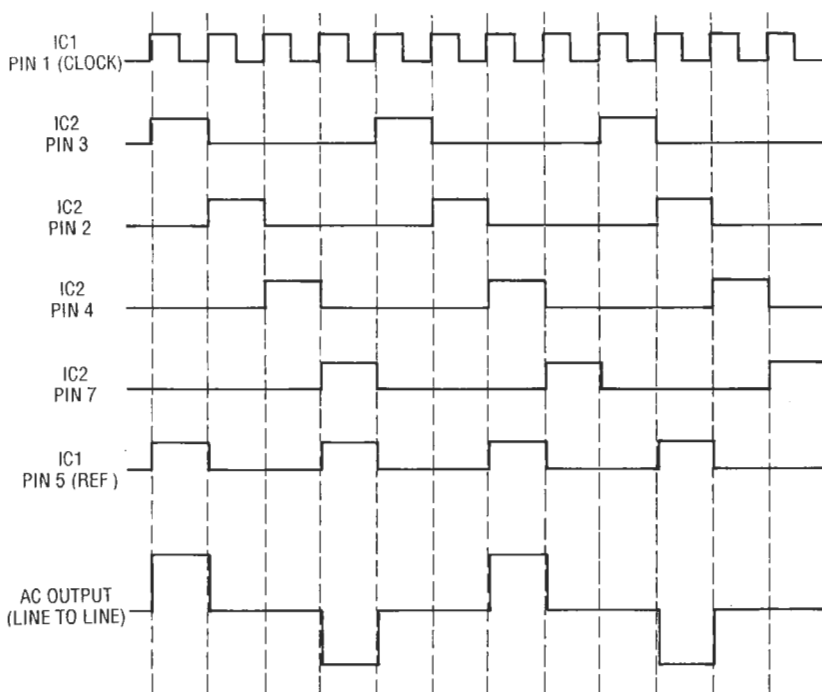 IC1
PIN 1 (CLOCK)
IC2
PIN 3
IC2
PIN 2
IC2
PIN 4
IC2
PIN 7
IC1
PIN 5 (REF)
AC OUTPUT
(LINE TO LINE)